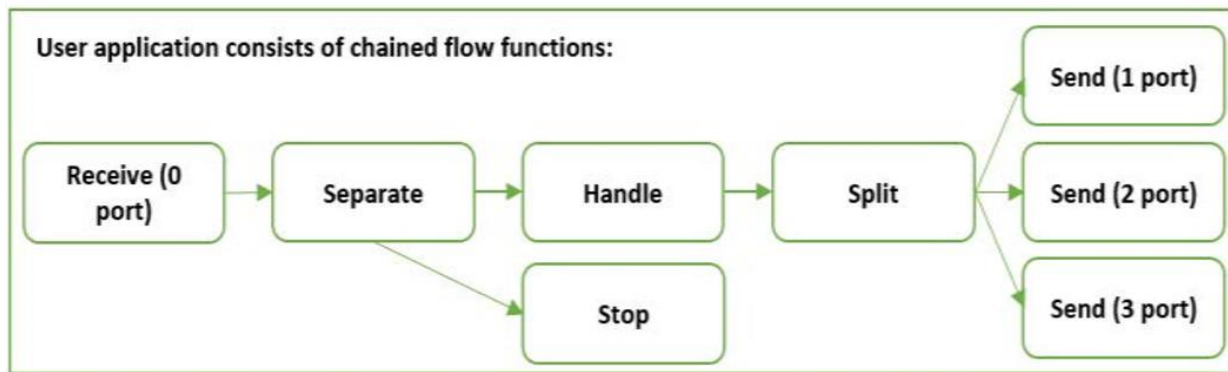 User application consists of chained flow functions:
Receive (0
port)
Separate
Handle
Split
Stop
Send (1 port)
Send (2 port)
Send (3 port)